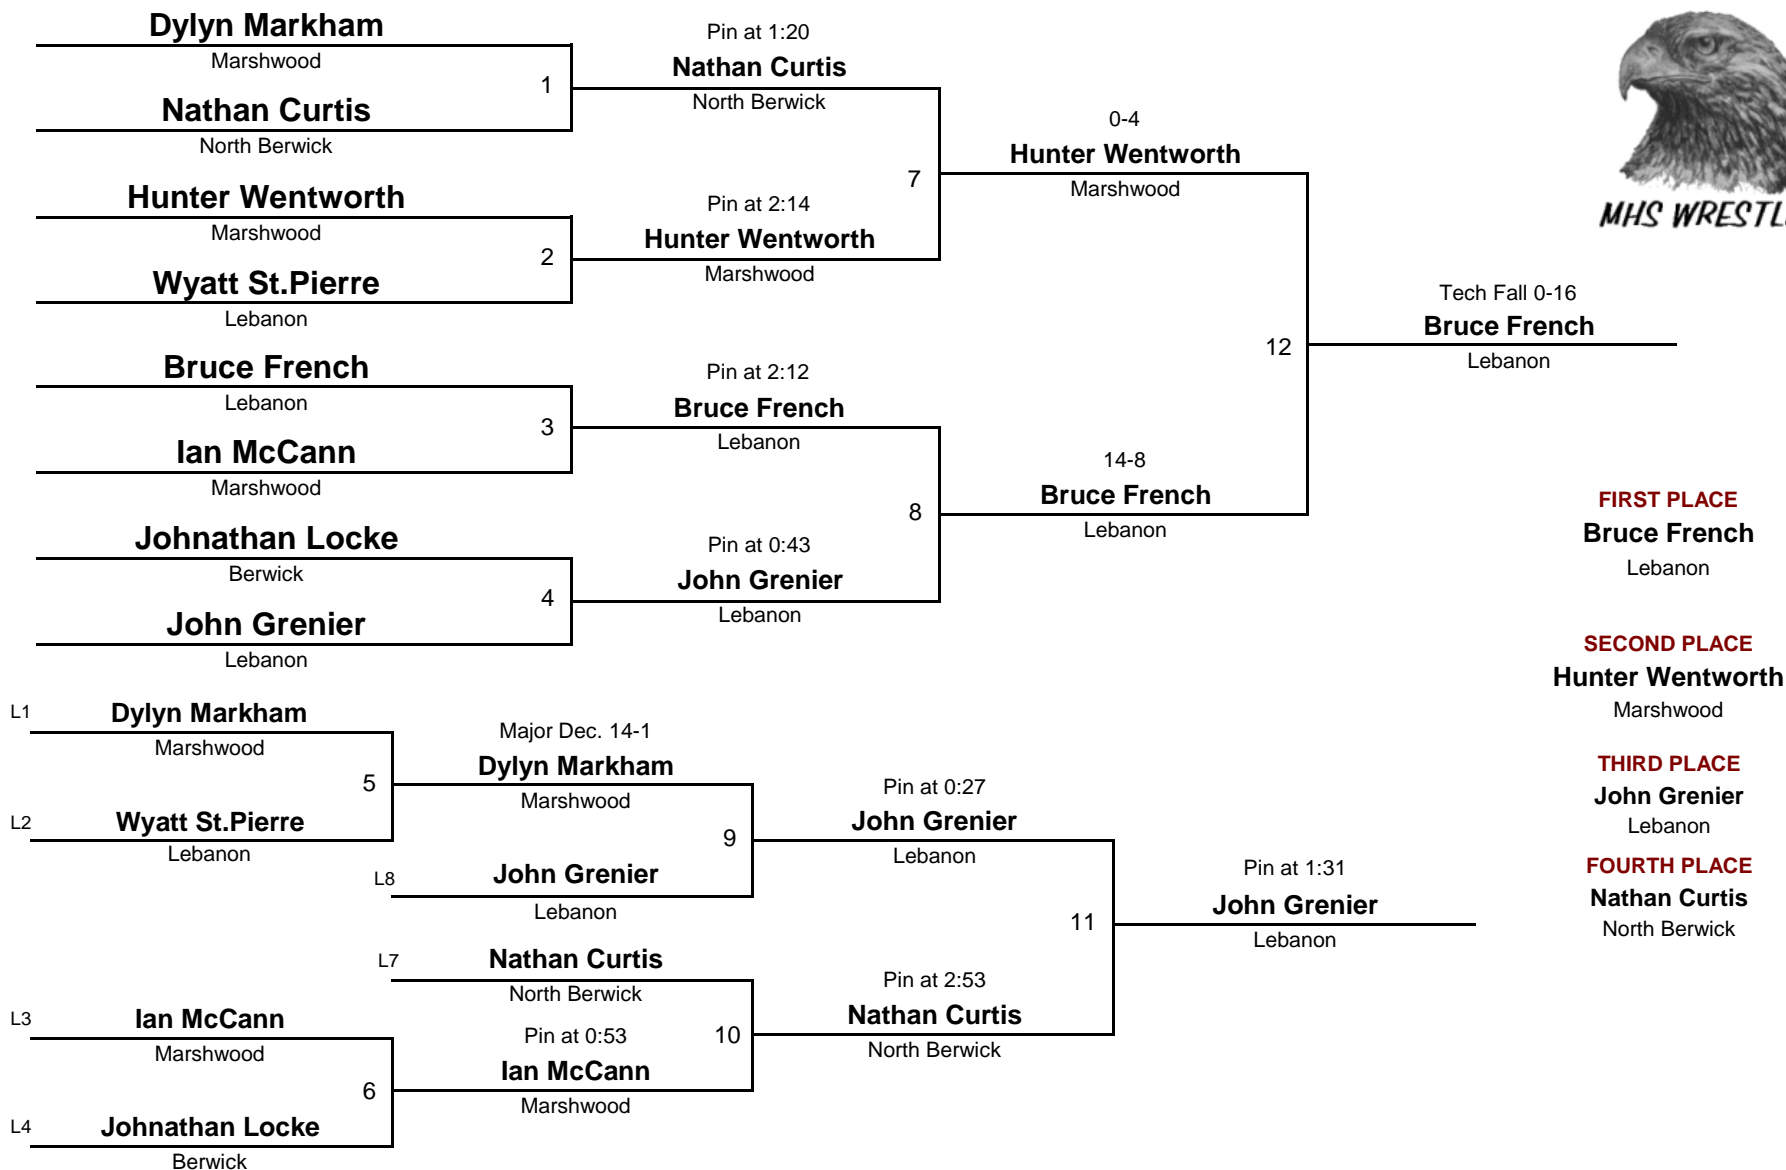 Dylyn Markham
Marshwood
1
Nathan Curtis
North Berwick
Hunter Wentworth
Marshwood
2
Wyatt St.Pierre
Lebanon
Bruce French
Lebanon
3
Ian McCann
Marshwood
Johnathan Locke
Berwick
4
John Grenier
Lebanon
Pin at 1:20
Nathan Curtis
North Berwick
7
Pin at 2:14
Hunter Wentworth
Marshwood
Pin at 2:12
Bruce French
Lebanon
8
Pin at 0:43
John Grenier
Lebanon
0-4
Hunter Wentworth
Marshwood
12
14-8
Bruce French
Lebanon
Tech Fall 0-16
Bruce French
Lebanon
MHS WRESTL
FIRST PLACE
Bruce French
Lebanon
SECOND PLACE
Hunter Wentworth
Marshwood
THIRD PLACE
John Grenier
Lebanon
FOURTH PLACE
Nathan Curtis
North Berwick
L1
Dylyn Markham
Marshwood
5
L2
Wyatt St.Pierre
Lebanon
Major Dec. 14-1
Dylyn Markham
Marshwood
9
L8
John Grenier
Lebanon
L7
Nathan Curtis
North Berwick
10
Pin at 0:53
Ian McCann
Marshwood
L3
Ian McCann
Marshwood
6
L4
Johnathan Locke
Berwick
Pin at 0:27
John Grenier
Lebanon
11
Pin at 2:53
Nathan Curtis
North Berwick
Pin at 1:31
John Grenier
Lebanon